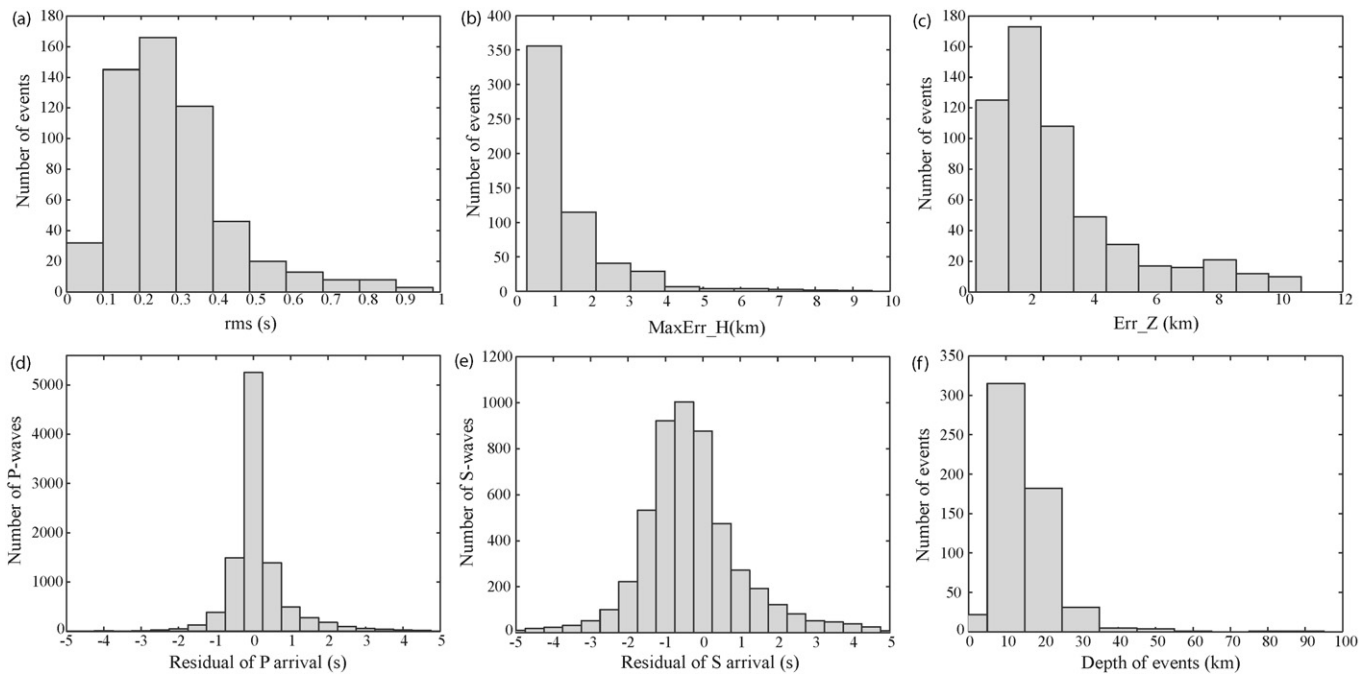 (a)
180
160
140
120
100
80
60
40
20
0
Number of events
0 0.1 0.2 0.3 0.4 0.5 0.6 0.7 0.8 0.9 1
rms (s)
(b)
400
350
300
250
200
150
100
50
0
Number of events
0 1 2 3 4 5 6 7 8 9 10
MaxErr_H(km)
(c)
180
160
140
120
100
80
60
40
20
0
Number of events
0 2 4 6 8 10 12
Err_Z (km)
(d)
5000
4000
3000
2000
1000
0
Number of P-waves
-5 -4 -3 -2 -1 0 1 2 3 4 5
Residual of P arrival (s)
(e)
1200
1000
800
600
400
200
0
Number of S-waves
-5 -4 -3 -2 -1 0 1 2 3 4 5
Residual of S arrival (s)
(f)
350
300
250
200
150
100
50
0
Number of events
10 20 30 40 50 60 70 80 90 100
Depth of events (km)